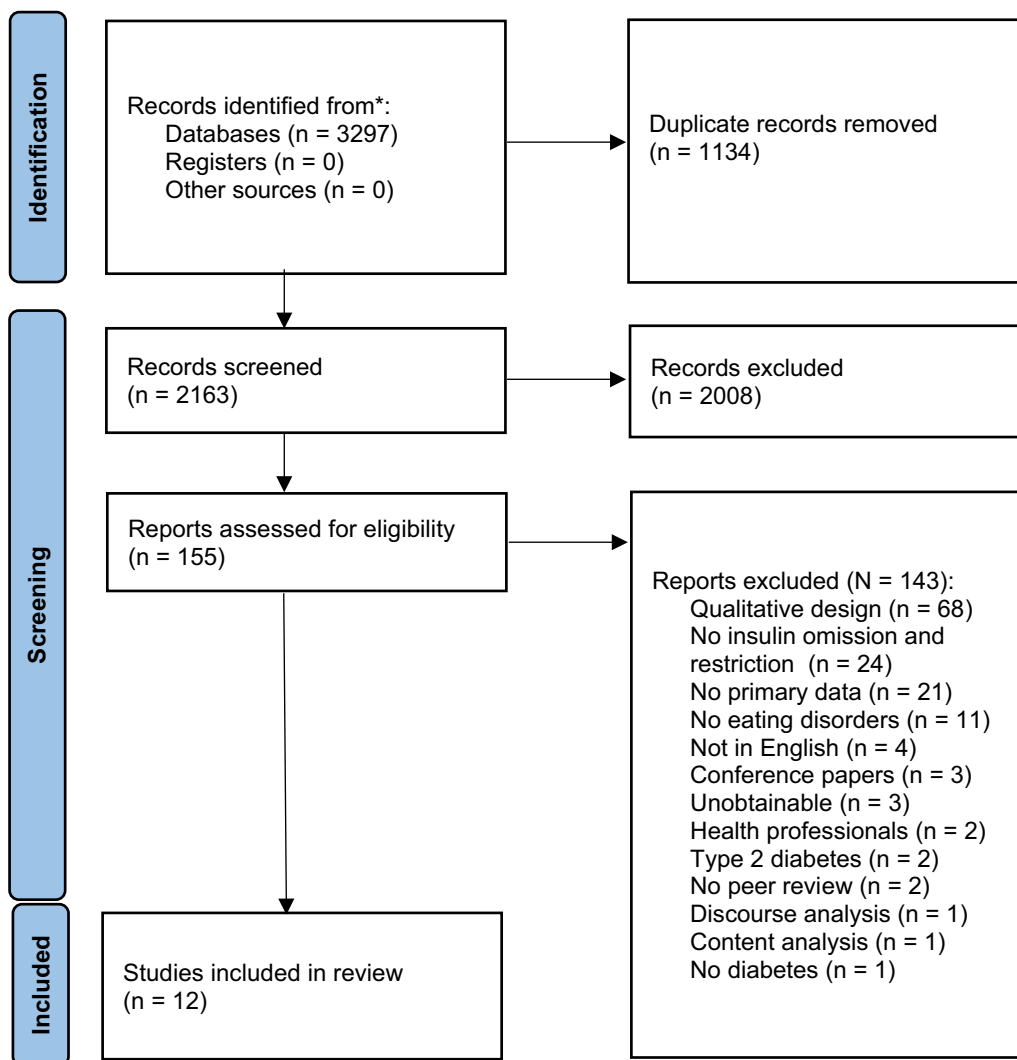 Identification
Records identified from*:
Databases (n = 3297)
Registers (n = 0)
Other sources (n = 0)
Duplicate records removed
(n = 1134)
Screening
Records screened
(n = 2163)
Records excluded
(n = 2008)
Reports assessed for eligibility
(n = 155)
Reports excluded (N = 143):
Qualitative design (n = 68)
No insulin omission and
restriction (n = 24)
No primary data (n = 21)
No eating disorders (n = 11)
Not in English (n = 4)
Conference papers (n = 3)
Unobtainable (n = 3)
Health professionals (n = 2)
Type 2 diabetes (n = 2)
No peer review (n = 2)
Discourse analysis (n = 1)
Content analysis (n = 1)
No diabetes (n = 1)
Included
Studies included in review
(n = 12)